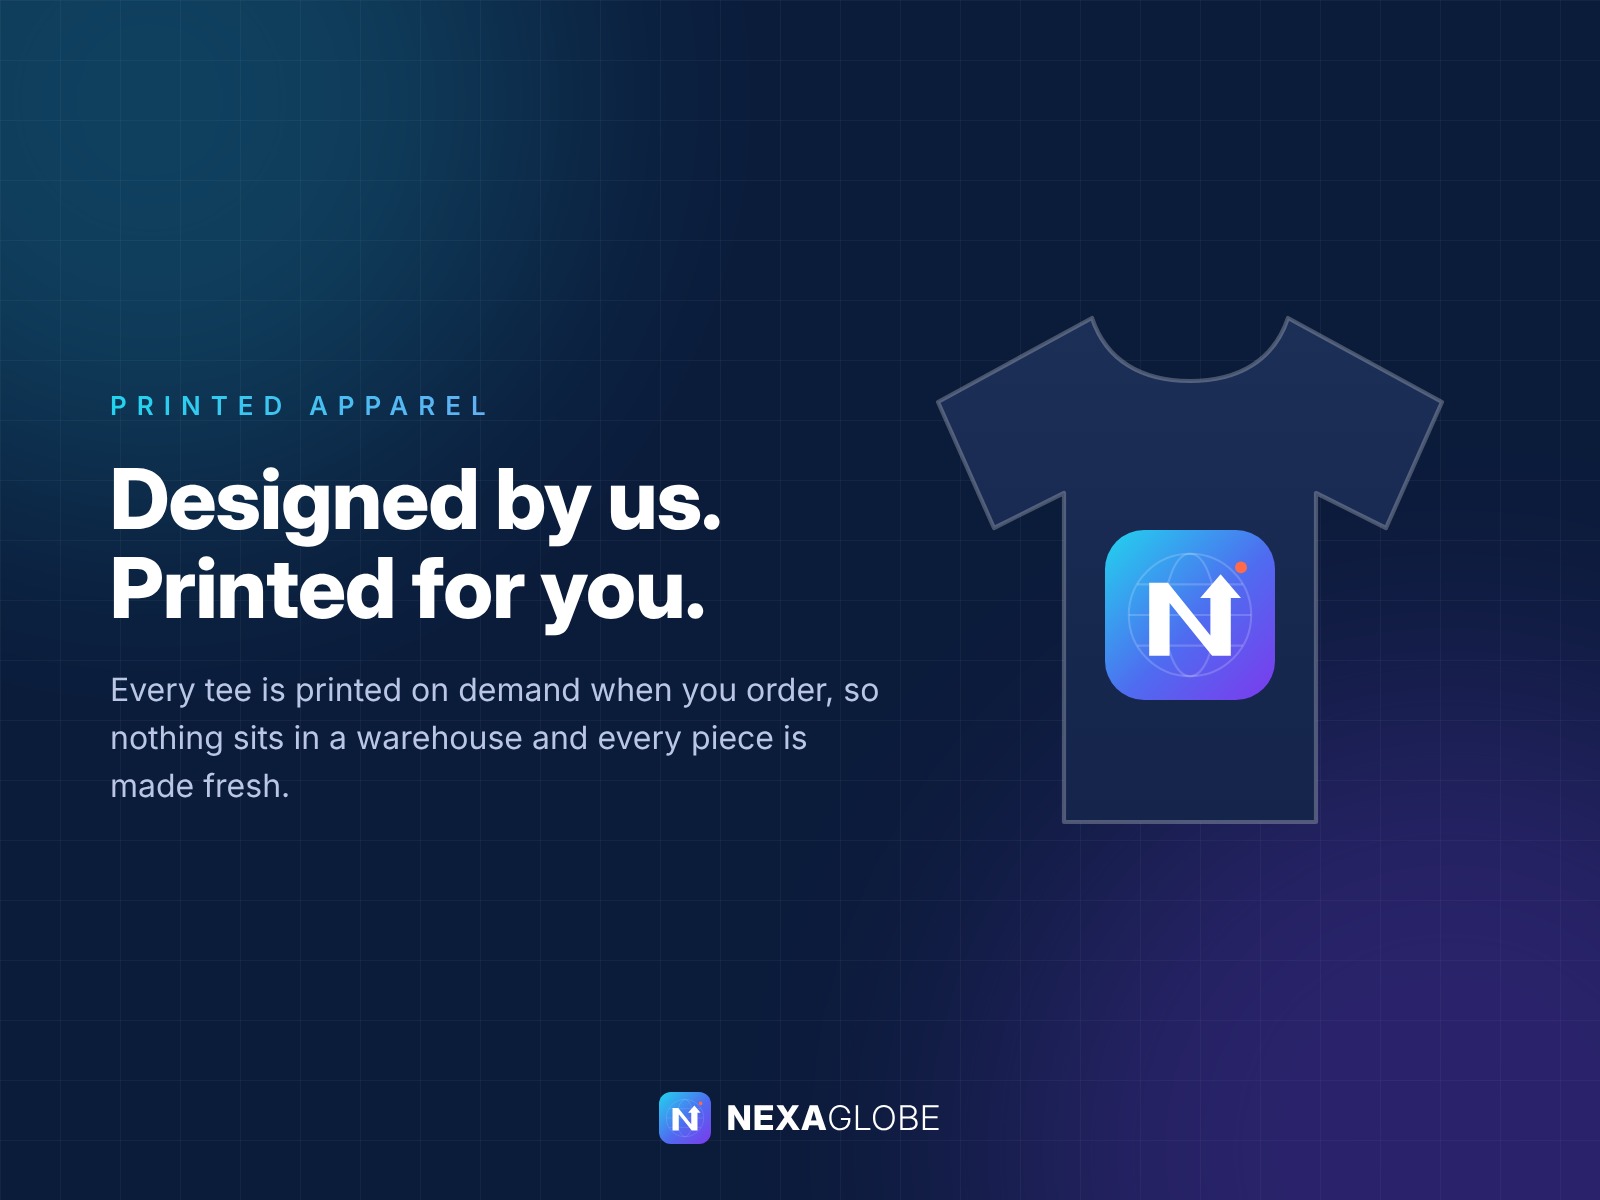 PRINTED APPAREL
Designed by us.
Printed for you.
Every tee is printed on demand when you order, so
nothing sits in a warehouse and every piece is
made fresh.
N
N NEXAGLOBE